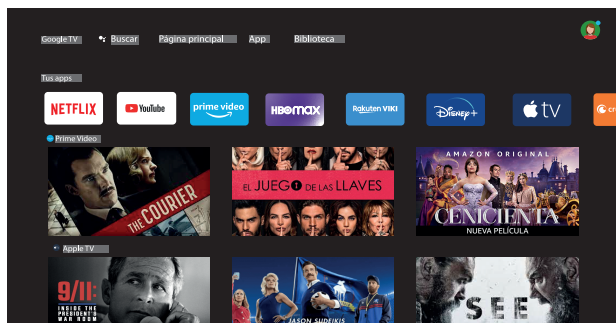 Google TV
Buscar
Página principal
App
Biblioteca
Tus apps
NETFLIX
YouTube
prime video
HBOMAX
Rakuten VIKI
Disney+
tv
cr
Prime Video
THE COURIER
EL JUEGO DE LAS LLAVES
AMAZON ORIGINAL
CENICIENTA
NUEVA PELÍCULA
Apple TV
9/11:
INSIDE THE
PRESIDENT'S
WAR ROOM
JASON SUDEIKIS
SEE